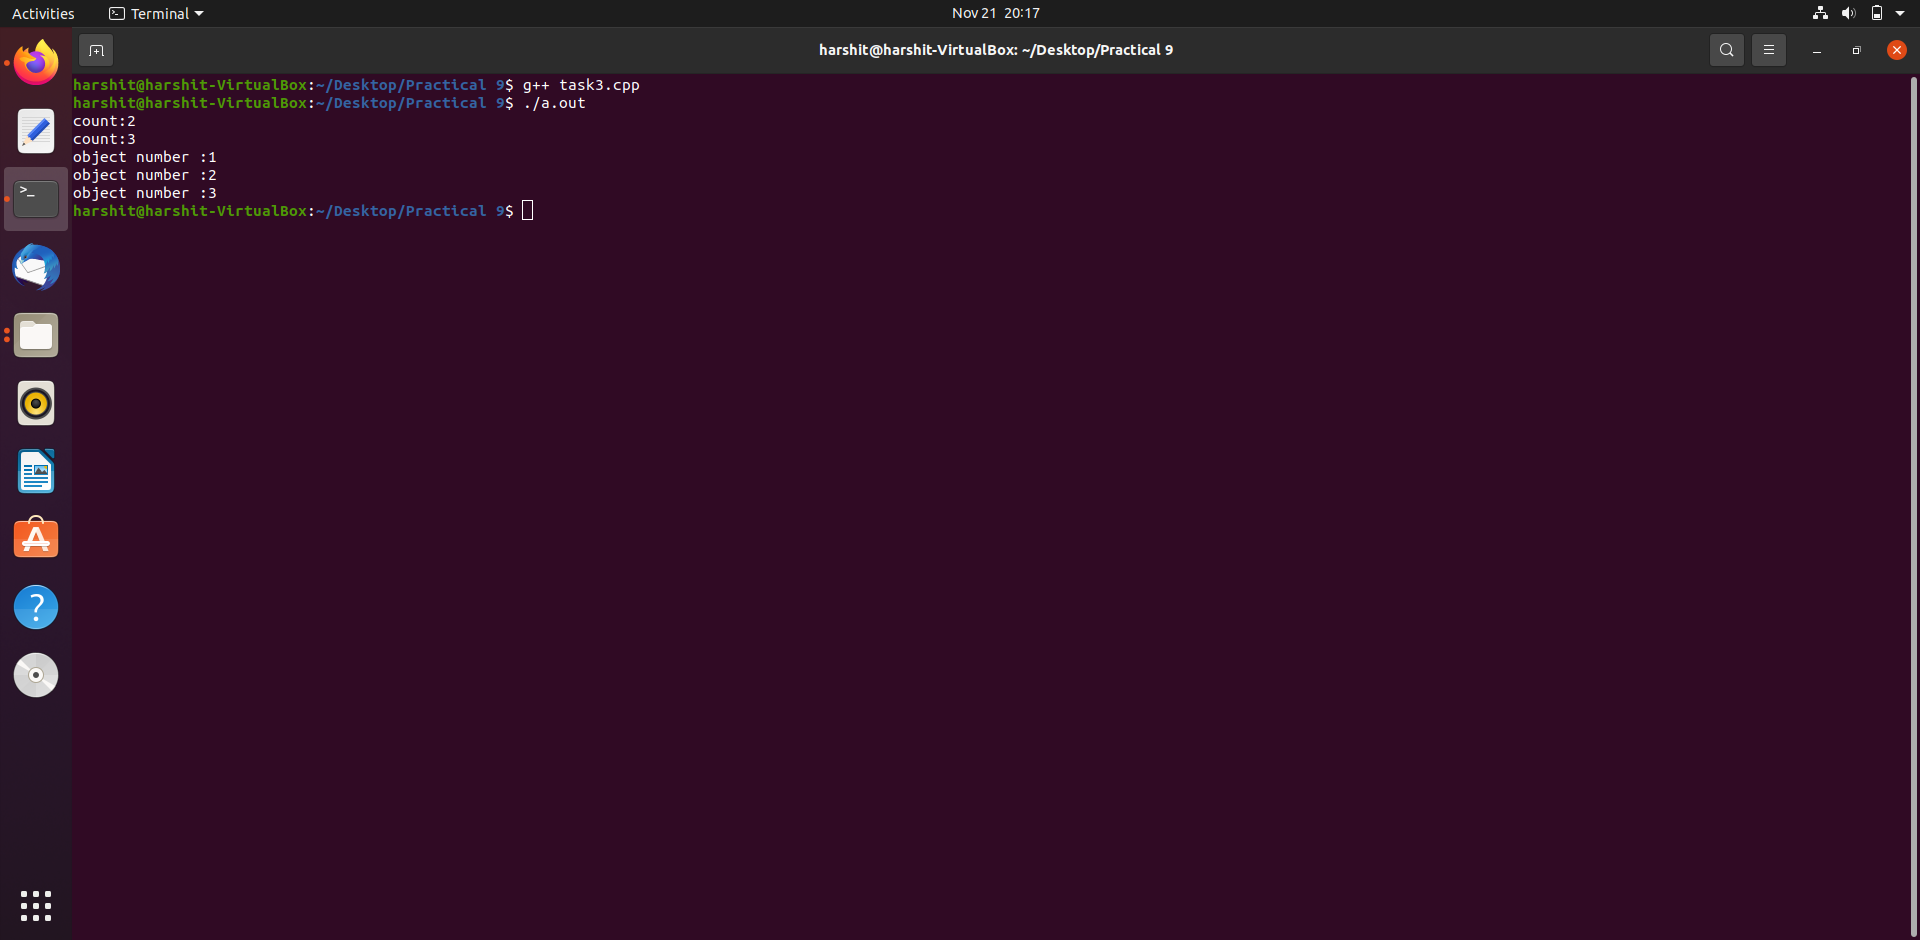 Activities
Terminal
Nov 21 20:17
harshit@harshit-VirtualBox: ~/Desktop/Practical 9
harshit@harshit-VirtualBox:~/Desktop/Practical 9$ g++ task3.cpp
harshit@harshit-VirtualBox:~/Desktop/Practical 9$ ./a.out
count:2
count:3
object number :1
object number :2
object number :3
harshit@harshit-VirtualBox:~/Desktop/Practical 9$